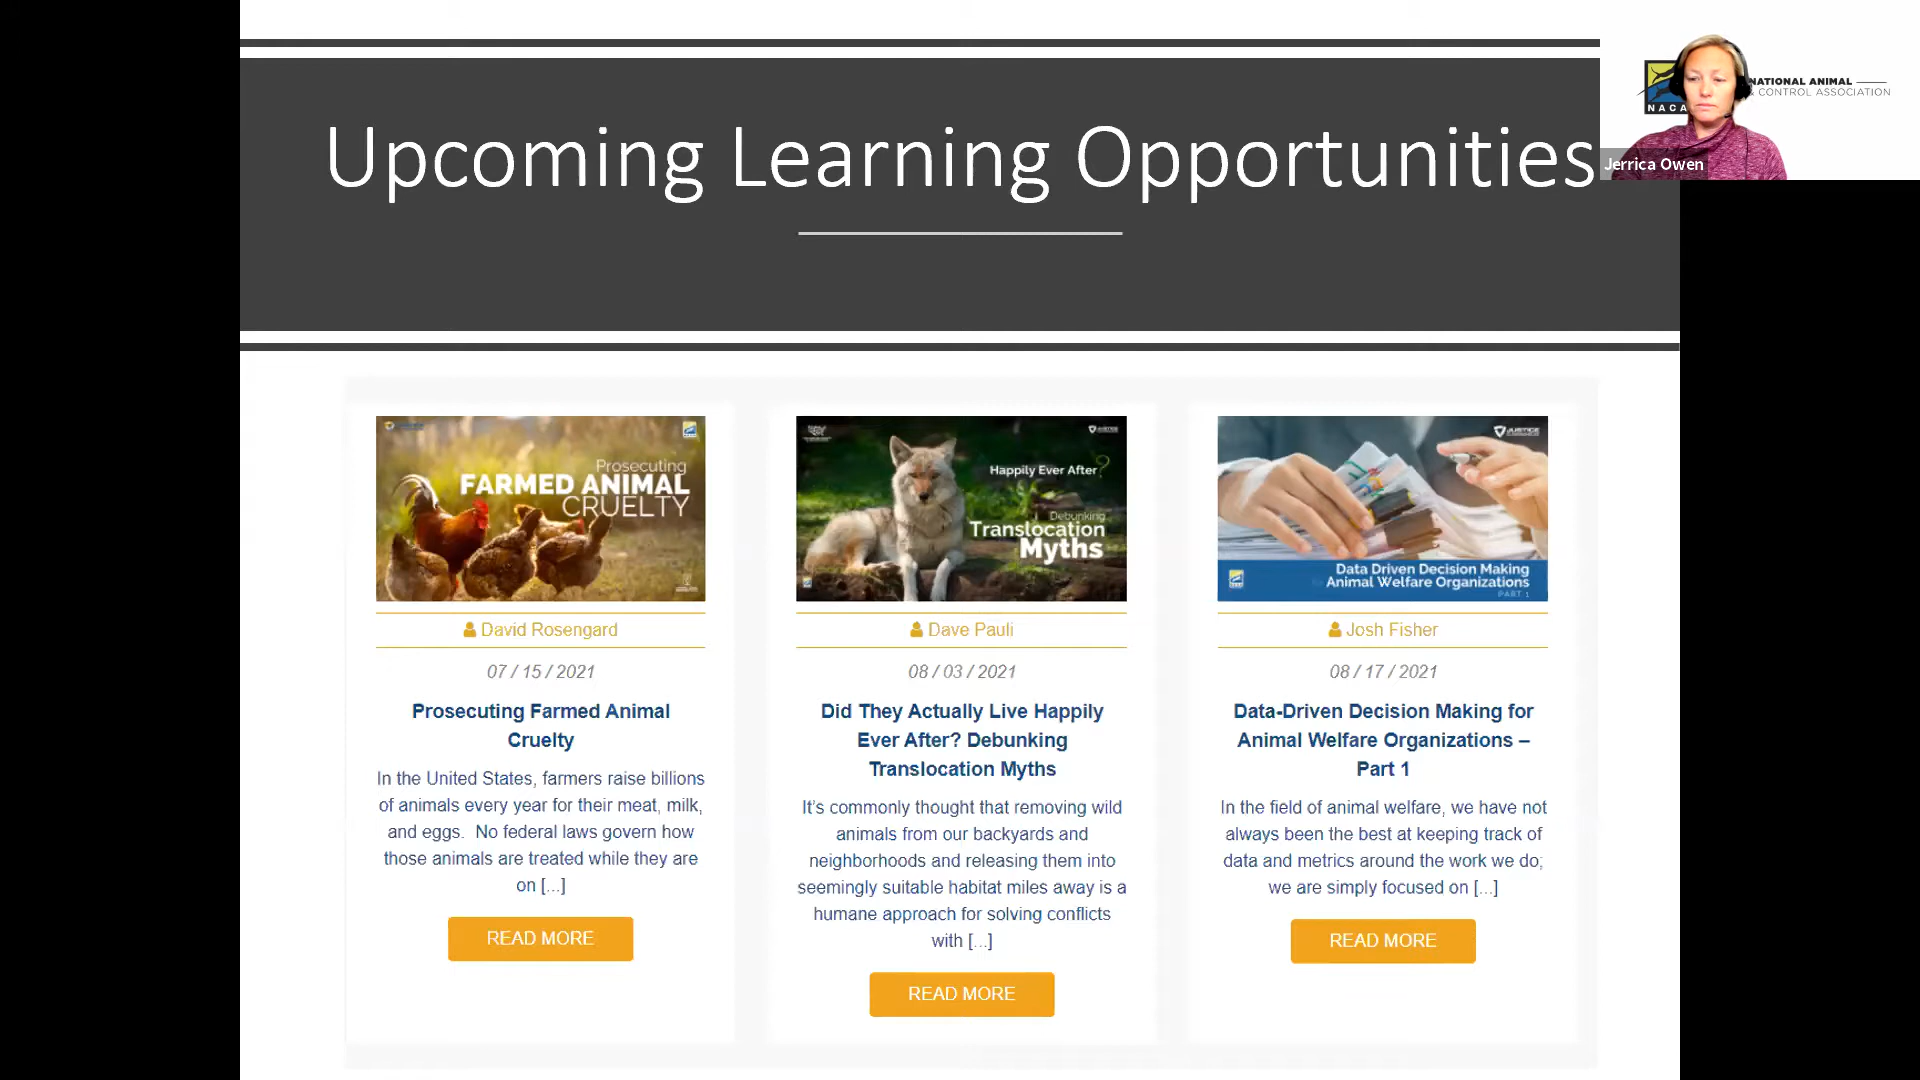 Upcoming Learning Opportunities
NACA
NATIONAL ANIMAL
CONTROL ASSOCIATION
Jerrica Owen
Prosecuting
FARMED ANIMAL
CRUELTY
David Rosengard
07 / 15 / 2021
Prosecuting Farmed Animal
Cruelty
In the United States, farmers raise billions
of animals every year for their meat, milk,
and eggs.  No federal laws govern how
those animals are treated while they are
on [...]
READ MORE
Happily Ever After?
Debunking
Translocation
Myths
Dave Pauli
08 / 03 / 2021
Did They Actually Live Happily
Ever After? Debunking
Translocation Myths
It’s commonly thought that removing wild
animals from our backyards and
neighborhoods and releasing them into
seemingly suitable habitat miles away is a
humane approach for solving conflicts
with [...]
READ MORE
JUSTICE
Data Driven Decision Making
Animal Welfare Organizations
PART 1
Josh Fisher
08 / 17 / 2021
Data-Driven Decision Making for
Animal Welfare Organizations –
Part 1
In the field of animal welfare, we have not
always been the best at keeping track of
data and metrics around the work we do;
we are simply focused on [...]
READ MORE